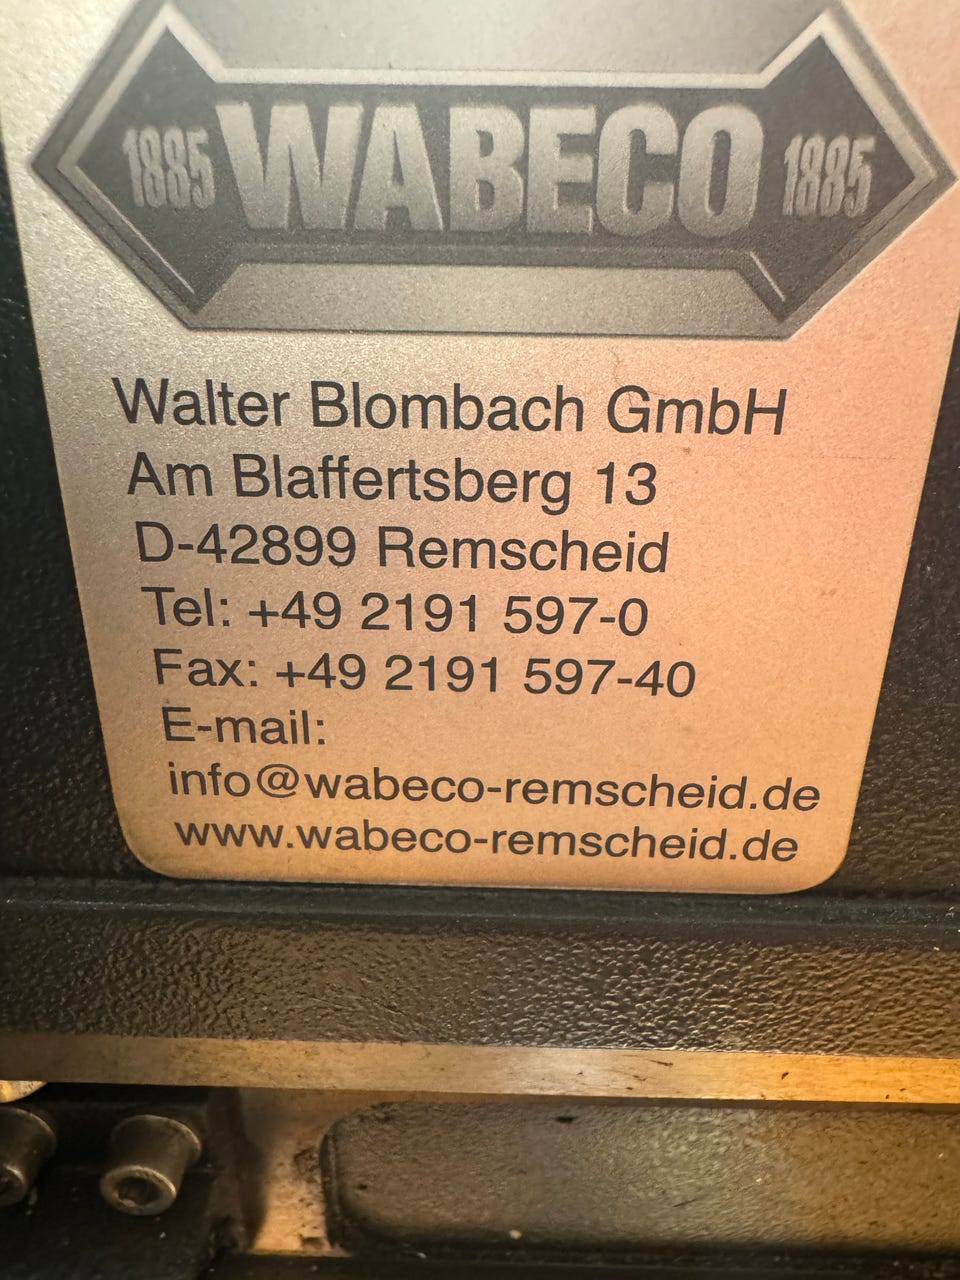 1885 WABECO 1885
Walter Blombach GmbH
Am Blaffertsberg 13
D-42899 Remscheid
Tel: +49 2191 597-0
Fax: +49 2191 597-40
E-mail:
info@wabeco-remscheid.de
www.wabeco-remscheid.de